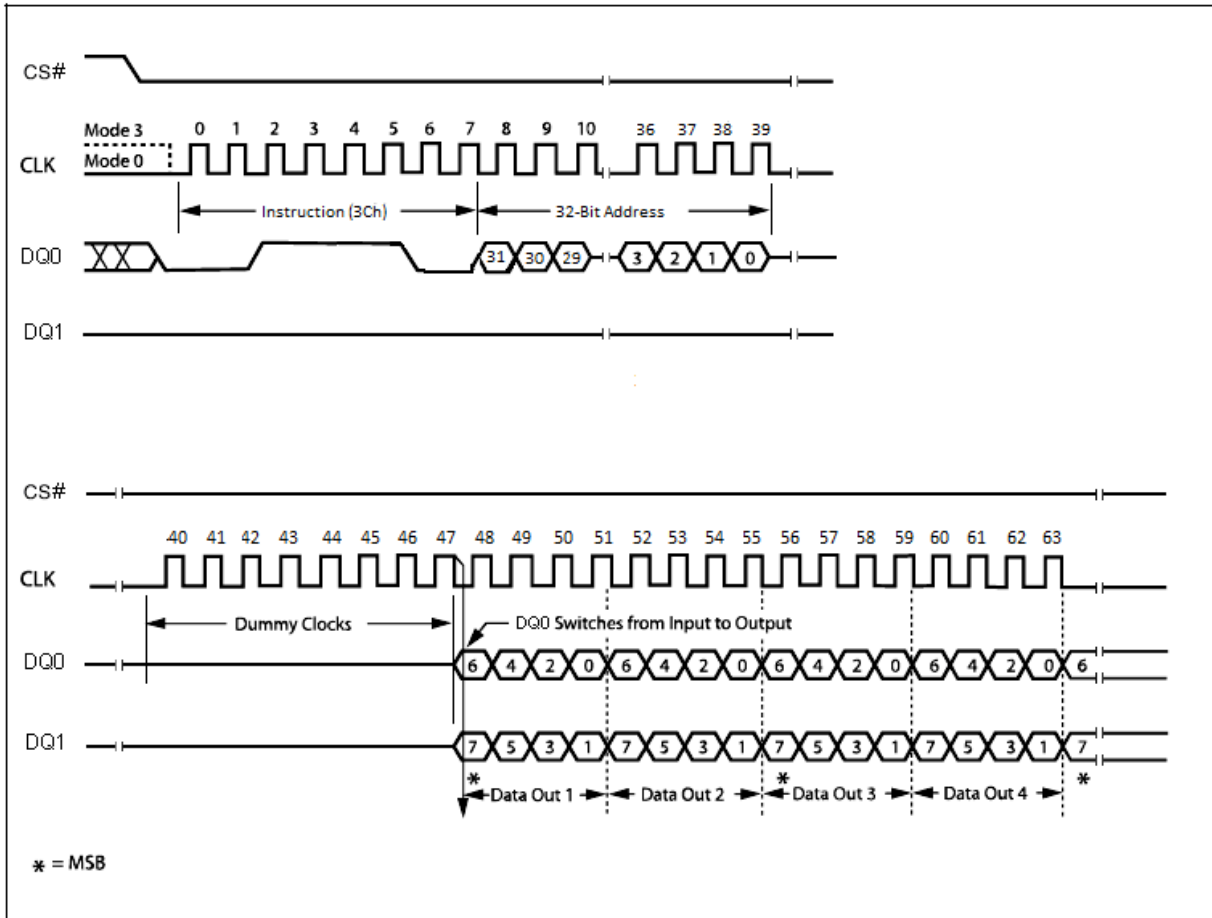 CS#
Mode 3 0 1 2 3 4 5 6 7 8 9 10 36 37 38 39
Mode 0
CLK
Instruction (3Ch) 32-Bit Address
DQ0 31 30 29 3 2 1 0
DQ1
CS#
40 41 42 43 44 45 46 47 48 49 50 51 52 53 54 55 56 57 58 59 60 61 62 63
CLK
Dummy Clocks DQ0 Switches from Input to Output
DQ0 6 4 2 0 6 4 2 0 6 4 2 0 6 4 2 0 6
DQ1 7 5 3 1 7 5 3 1 7 5 3 1 7 5 3 1 7
* * *
Data Out 1 Data Out 2 Data Out 3 Data Out 4
* = MSB